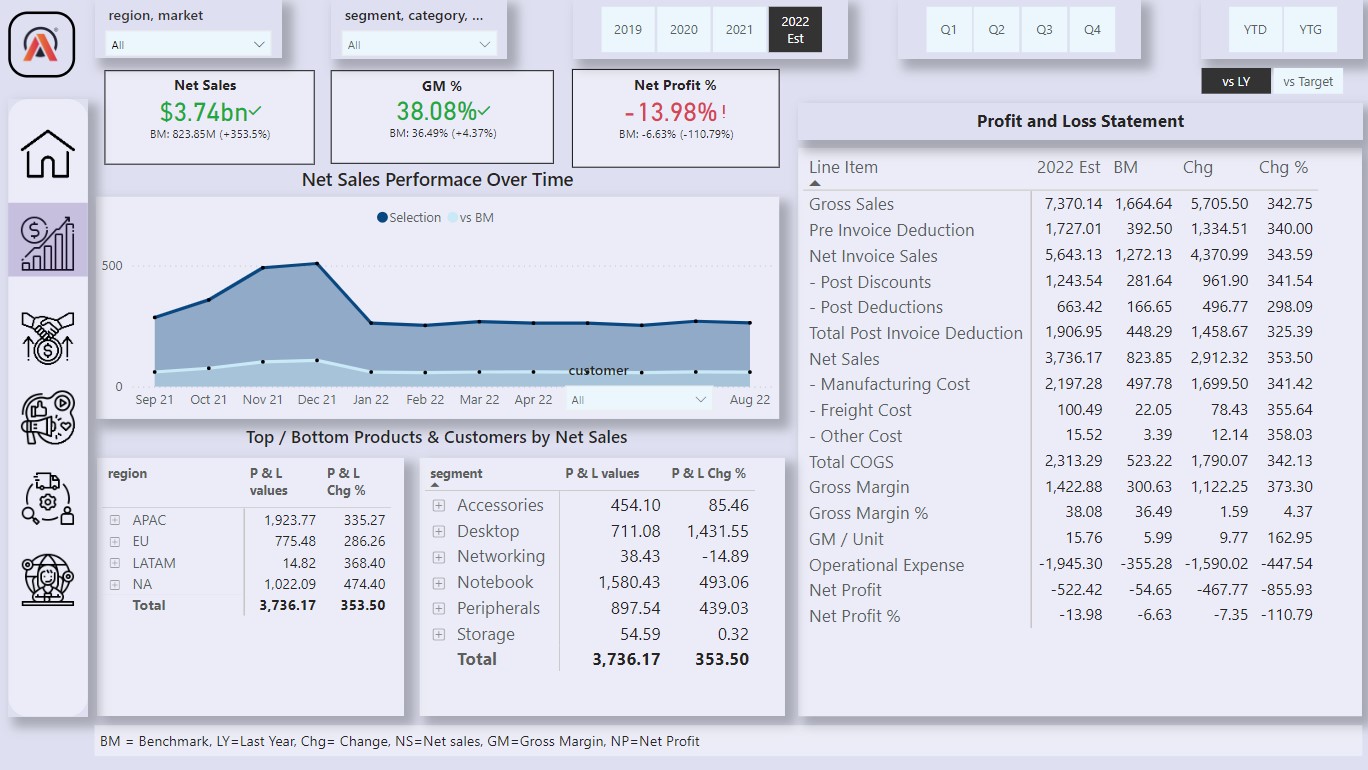 region, market
All
segment, category, ...
All
2019
2020
2021
2022
Est
Q1
Q2
Q3
Q4
YTD
YTG
vs LY
vs Target
Net Sales
$3.74bn✓
BM: 823.85M (+353.5%)
GM %
38.08%✓
BM: 36.49% (+4.37%)
Net Profit %
-13.98%!
BM: -6.63% (-110.79%)
Net Sales Performace Over Time
Selection vs BM
500
0
Sep 21 Oct 21 Nov 21 Dec 21 Jan 22 Feb 22 Mar 22 Apr 22 Aug 22
customer
All
Top / Bottom Products & Customers by Net Sales
region P & L values P & L Chg %
APAC 1,923.77 335.27
EU 775.48 286.26
LATAM 14.82 368.40
NA 1,022.09 474.40
Total 3,736.17 353.50
segment P & L values P & L Chg %
Accessories 454.10 85.46
Desktop 711.08 1,431.55
Networking 38.43 -14.89
Notebook 1,580.43 493.06
Peripherals 897.54 439.03
Storage 54.59 0.32
Total 3,736.17 353.50
Profit and Loss Statement
Line Item 2022 Est BM Chg Chg %
Gross Sales 7,370.14 1,664.64 5,705.50 342.75
Pre Invoice Deduction 1,727.01 392.50 1,334.51 340.00
Net Invoice Sales 5,643.13 1,272.13 4,370.99 343.59
- Post Discounts 1,243.54 281.64 961.90 341.54
- Post Deductions 663.42 166.65 496.77 298.09
Total Post Invoice Deduction 1,906.95 448.29 1,458.67 325.39
Net Sales 3,736.17 823.85 2,912.32 353.50
- Manufacturing Cost 2,197.28 497.78 1,699.50 341.42
- Freight Cost 100.49 22.05 78.43 355.64
- Other Cost 15.52 3.39 12.14 358.03
Total COGS 2,313.29 523.22 1,790.07 342.13
Gross Margin 1,422.88 300.63 1,122.25 373.30
Gross Margin % 38.08 36.49 1.59 4.37
GM / Unit 15.76 5.99 9.77 162.95
Operational Expense -1,945.30 -355.28 -1,590.02 -447.54
Net Profit -522.42 -54.65 -467.77 -855.93
Net Profit % -13.98 -6.63 -7.35 -110.79
BM = Benchmark, LY=Last Year, Chg= Change, NS=Net sales, GM=Gross Margin, NP=Net Profit